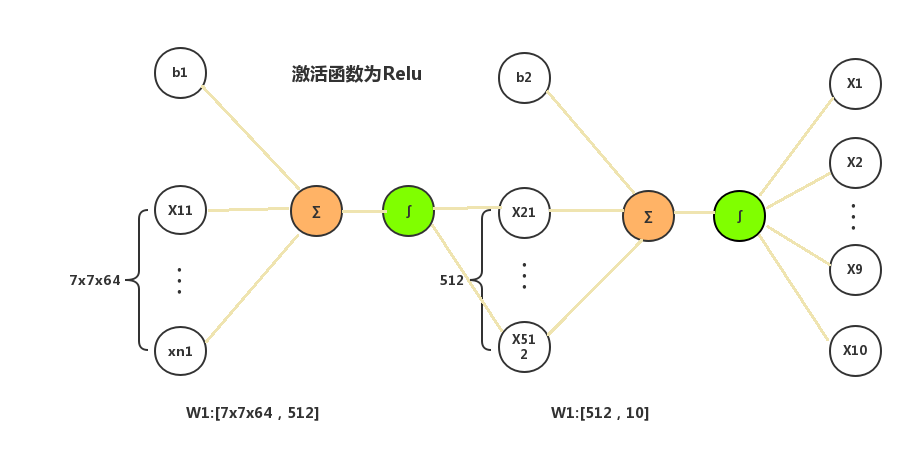 b1
激活函数为Relu
b2
X1
X2
X11
Σ
∫
X21
Σ
∫
7x7x64
512
X9
xn1
X51
2
X10
W1:[7x7x64 , 512]
W1:[512 , 10]